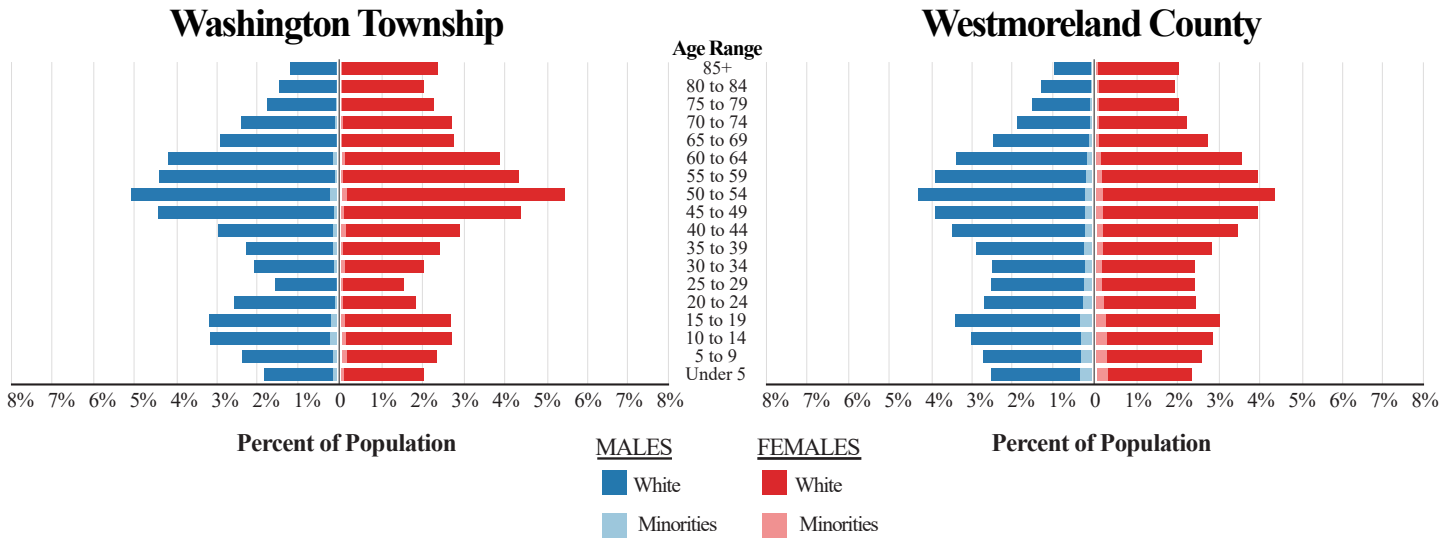 Washington Township
Westmoreland County
Age Range
85+
80 to 84
75 to 79
70 to 74
65 to 69
60 to 64
55 to 59
50 to 54
45 to 49
40 to 44
35 to 39
30 to 34
25 to 29
20 to 24
15 to 19
10 to 14
5 to 9
Under 5
8% 7% 6% 5% 4% 3% 2% 1% 0 1% 2% 3% 4% 5% 6% 7% 8%
8% 7% 6% 5% 4% 3% 2% 1% 0 1% 2% 3% 4% 5% 6% 7% 8%
Percent of Population
Percent of Population
MALES
FEMALES
White
White
Minorities
Minorities